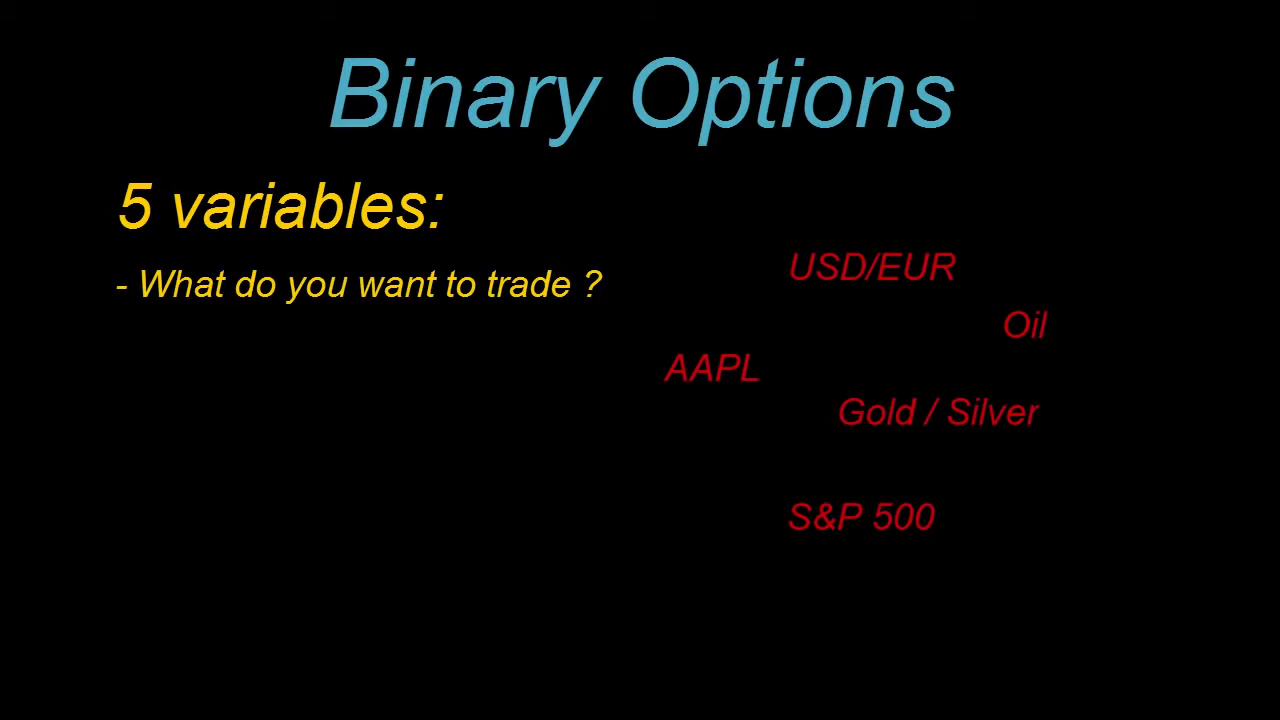 Binary Options
5 variables:
- What do you want to trade ?
USD/EUR
Oil
AAPL
Gold / Silver
S&P 500